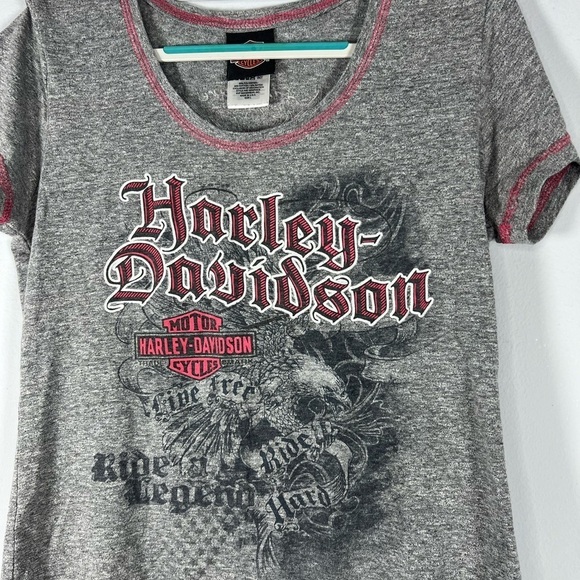 Harley-
Davidson
MOTOR
HARLEY-DAVIDSON
CYCLES
Live Free
Ride a
Legend
Ride
Hard